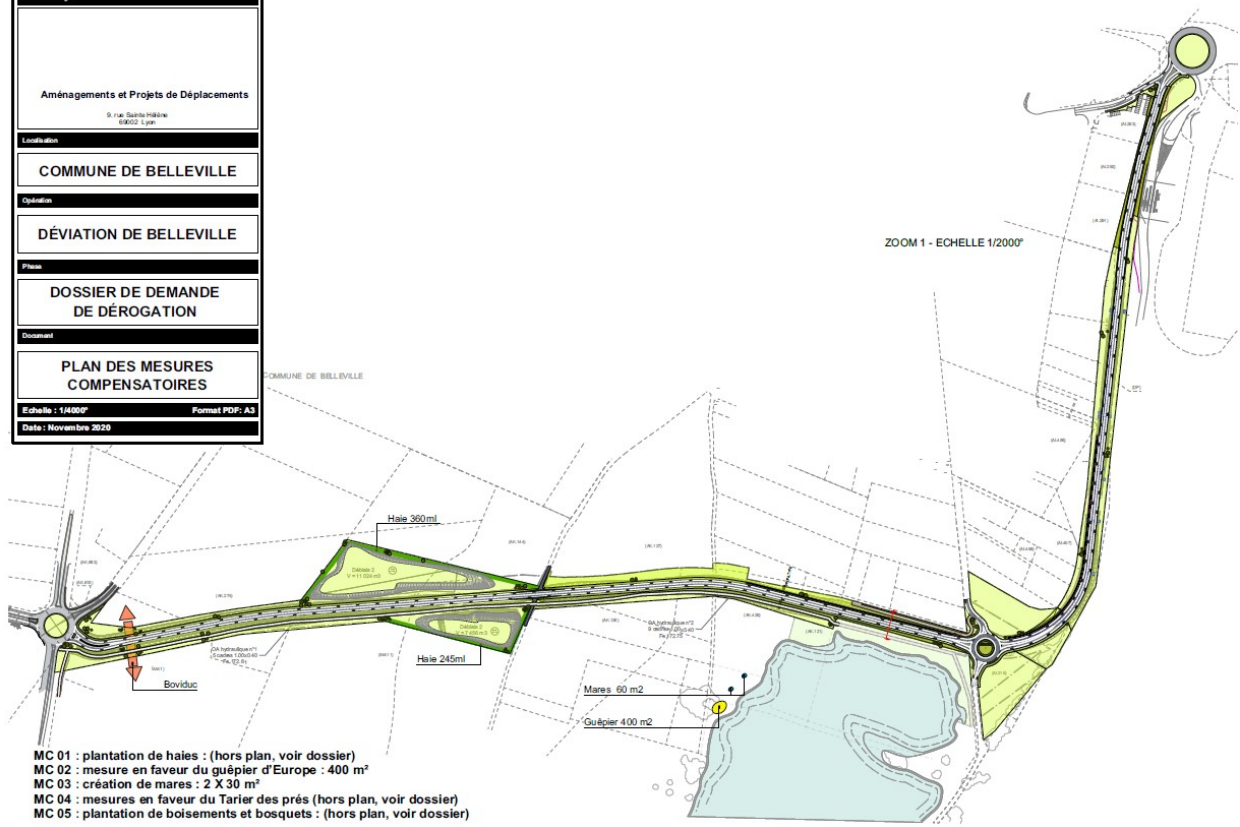 Aménagements et Projets de Déplacements
9, rue Sainte Hélène
69002 Lyon
Localisation
COMMUNE DE BELLEVILLE
Opération
DÉVIATION DE BELLEVILLE
Phase
DOSSIER DE DEMANDE
DE DÉROGATION
Document
PLAN DES MESURES
COMPENSATOIRES
Echelle : 1/4000°
Format PDF: A3
Date : Novembre 2020
ZOOM 1 - ECHELLE 1/2000°
COMMUNE DE BELLEVILLE
Haie 360ml
Haie 245ml
Boviduc
Mares 60 m2
Guêpier 400 m2
MC 01 : plantation de haies : (hors plan, voir dossier)
MC 02 : mesure en faveur du guêpier d'Europe : 400 m²
MC 03 : création de mares : 2 X 30 m²
MC 04 : mesures en faveur du Tarier des prés (hors plan, voir dossier)
MC 05 : plantation de boisements et bosquets : (hors plan, voir dossier)